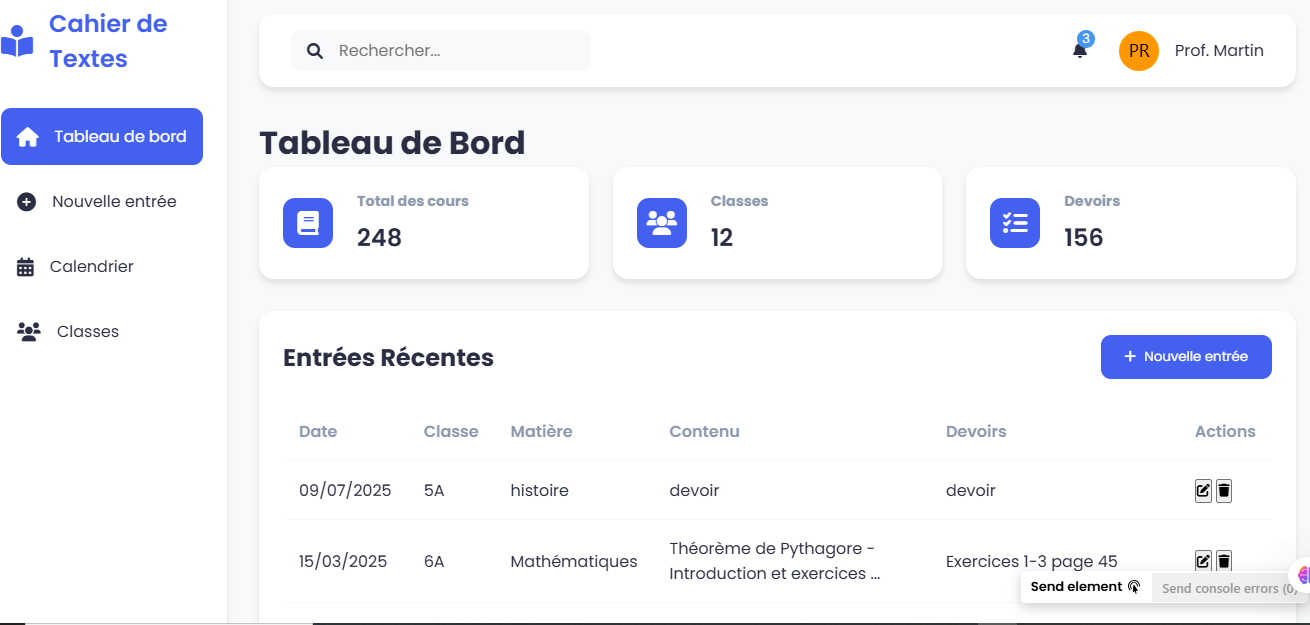 Cahier de
Textes
Tableau de bord
Nouvelle entrée
Calendrier
Classes
Rechercher...
3
PR
Prof. Martin
Tableau de Bord
Total des cours
248
Classes
12
Devoirs
156
Entrées Récentes
Nouvelle entrée
Date Classe Matière Contenu Devoirs Actions
09/07/2025 5A histoire devoir devoir
15/03/2025 6A Mathématiques Théorème de Pythagore - Exercices 1-3 page 45
Introduction et exercices ...
Send element
Send console errors (0)